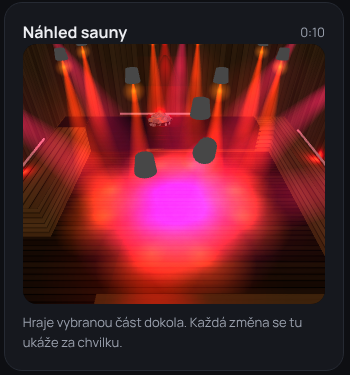 Náhled sauny 0:10
Hraje vybranou část dokola. Každá změna se tu
ukáže za chvilku.